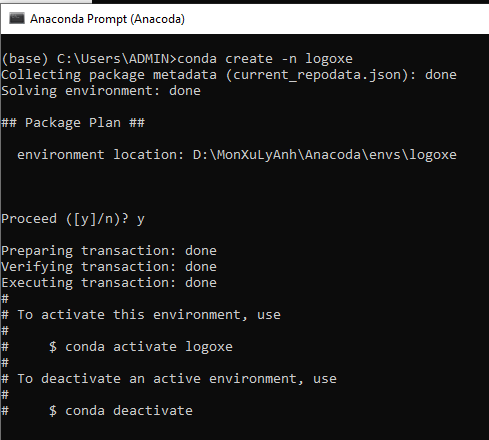 Anaconda Prompt (Anacoda)
(base) C:\Users\ADMIN>conda create -n logoxe
Collecting package metadata (current_repodata.json): done
Solving environment: done
## Package Plan ##
environment location: D:\MonXuLyAnh\Anacoda\envs\logoxe
Proceed ([y]/n)? y
Preparing transaction: done
Verifying transaction: done
Executing transaction: done
#
# To activate this environment, use
#
#     $ conda activate logoxe
#
# To deactivate an active environment, use
#
#     $ conda deactivate